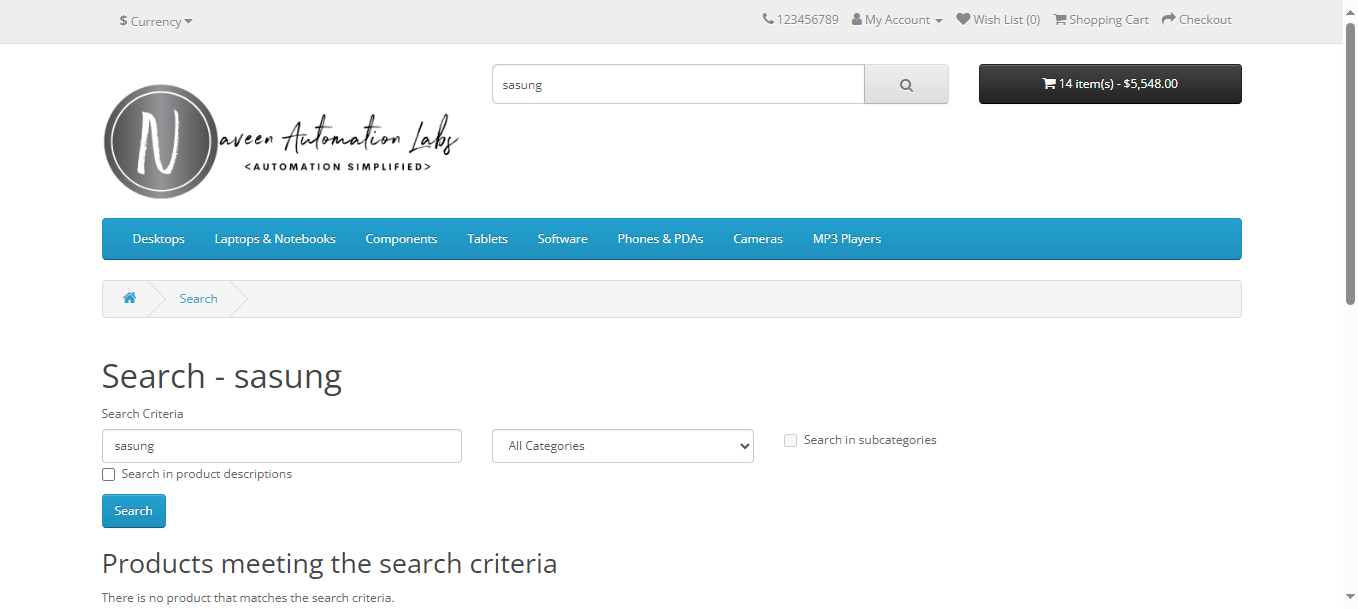 $ Currency
123456789 My Account Wish List (0) Shopping Cart Checkout
sasung
14 item(s) - $5,548.00
N
aveen Automation Labs
<AUTOMATION SIMPLIFIED>
Desktops Laptops & Notebooks Components Tablets Software Phones & PDAs Cameras MP3 Players
Search
Search - sasung
Search Criteria
sasung
All Categories
Search in subcategories
Search in product descriptions
Search
Products meeting the search criteria
There is no product that matches the search criteria.